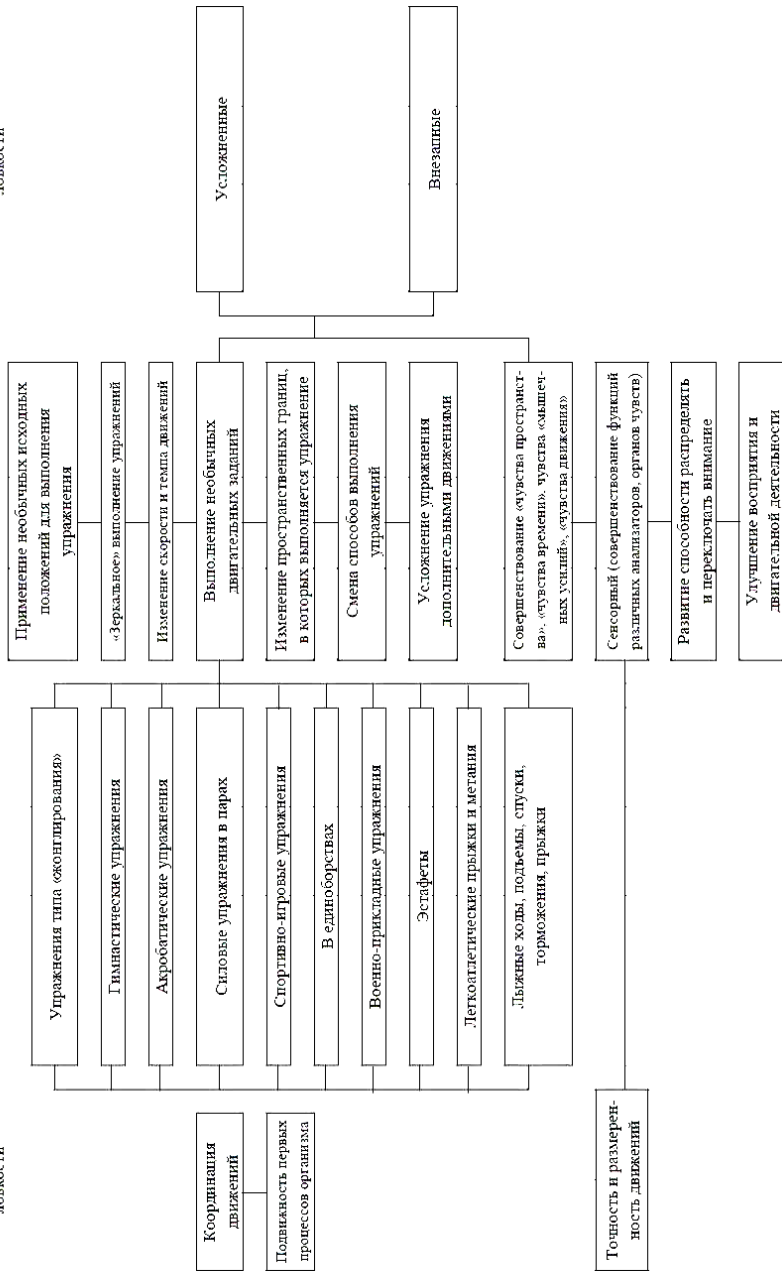 ловкости
Координация
движений
Подвижность первых
процессов организма
Точность и размерен-
ность движений
Упражнения типа «жонглирования»
Гимнастические упражнения
Акробатические упражнения
Силовые упражнения в парах
Спортивно-игровые упражнения
В единоборствах
Военно-прикладные упражнения
Эстафеты
Легкоатлетические прыжки и метания
Лыжные ходы, подъемы, спуски,
торможения, прыжки
Применение необычных исходных
положений для выполнения
упражнения
«Зеркальное» выполнение упражнений
Изменение скорости и темпа движений
Выполнение необычных
двигательных заданий
Изменение пространственных границ,
в которых выполняется упражнение
Смена способов выполнения
упражнений
Усложнение упражнения
дополнительными движениями
Совершенствование «чувства пространст-
ва», «чувства времени», чувства «мышеч-
ных усилий», «чувства движения»
Сенсорный (совершенствование функций
различных анализаторов, органов чувств)
Развитие способности распределять
и переключать внимание
Улучшение восприятия и
двигательной деятельности
ловкости
Усложненные
Внезапные